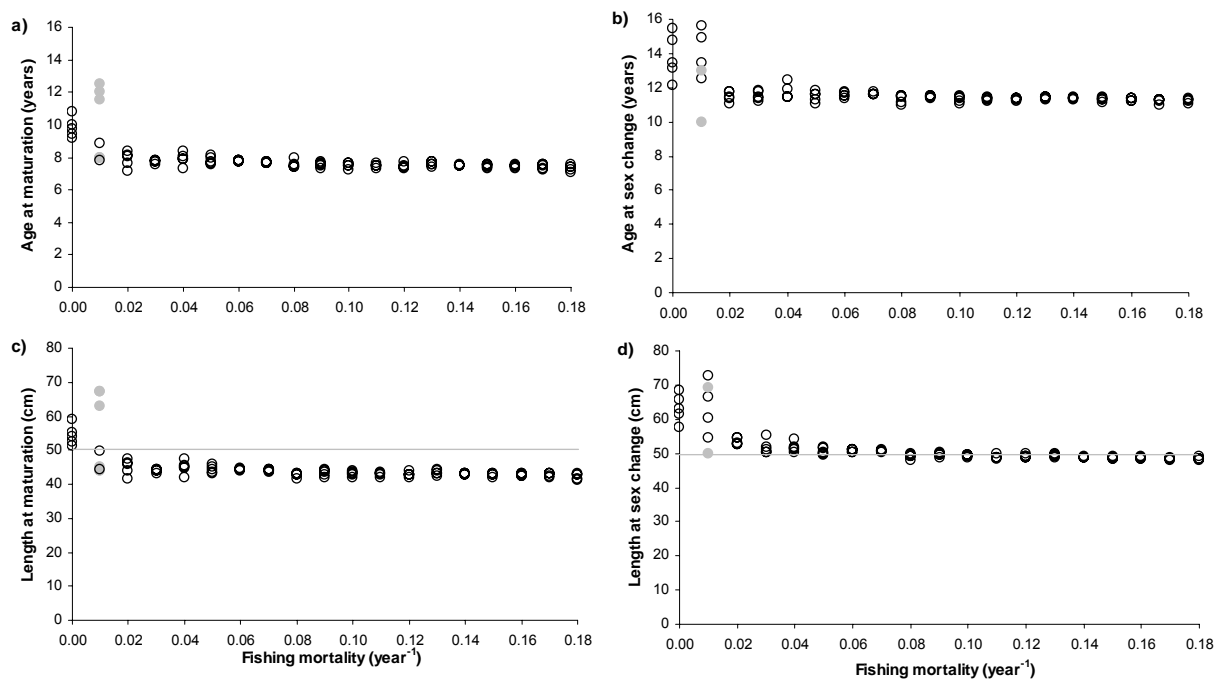 a)
Age at maturation (years)
16
14
12
10
8
6
4
2
0
0.00 0.02 0.04 0.06 0.08 0.10 0.12 0.14 0.16 0.18
b)
Age at sex change (years)
16
14
12
10
8
6
4
2
0
0.00 0.02 0.04 0.06 0.08 0.10 0.12 0.14 0.16 0.18
c)
Length at maturation (cm)
80
70
60
50
40
30
20
10
0
0.00 0.02 0.04 0.06 0.08 0.10 0.12 0.14 0.16 0.18
Fishing mortality (year⁻¹)
d)
Length at sex change (cm)
80
70
60
50
40
30
20
10
0
0.00 0.02 0.04 0.06 0.08 0.10 0.12 0.14 0.16 0.18
Fishing mortality (year⁻¹)